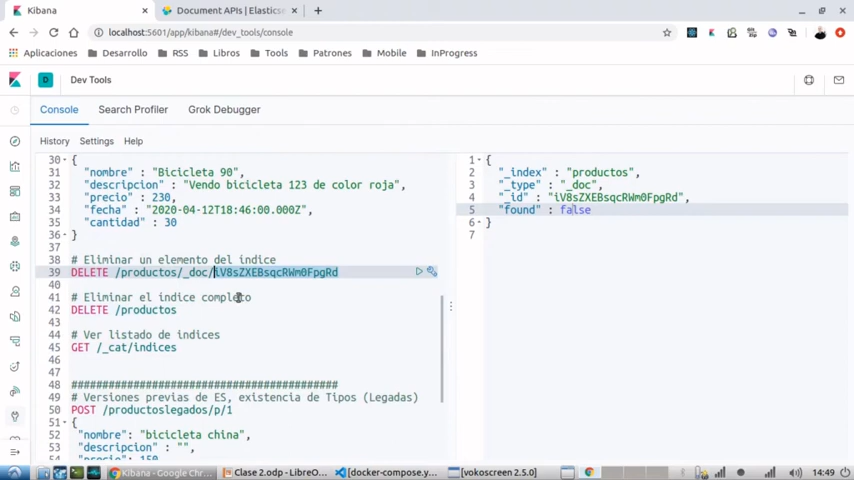 Kibana
Document APIs | Elasticse
localhost:5601/app/kibana#/dev_tools/console
Aplicaciones
Desarrollo
RSS
Libros
Tools
Patrones
Mobile
InProgress
D
Dev Tools
Console
Search Profiler
Grok Debugger
History
Settings
Help
30 {
31 "nombre" : "Bicicleta 90",
32 "descripcion" : "Vendo bicicleta 123 de color roja",
33 "precio" : 230,
34 "fecha" : "2020-04-12T18:46:00.000Z",
35 "cantidad" : 30
36 }
37
38 # Eliminar un elemento del indice
39 DELETE /productos/_doc/iV8sZXEBsqcRWm0FpgRd
40
41 # Eliminar el indice completo
42 DELETE /productos
43
44 # Ver listado de indices
45 GET /_cat/indices
46
47
48 ###########################################
49 # Versiones previas de ES, existencia de Tipos (Legadas)
50 POST /productoslegados/p/1
51 {
52 "nombre": "bicicleta china",
53 "descripcion" : "",
54 "precio": 150
1 {
2 "_index" : "productos",
3 "_type" : "_doc",
4 "_id" : "iV8sZXEBsqcRWm0FpgRd",
5 "found" : false
6 }
7
Kibana - Google Chr...
Clase 2.odp - LibreO...
[docker-compose.y...
[vokoscreen 2.5.0]
14:49